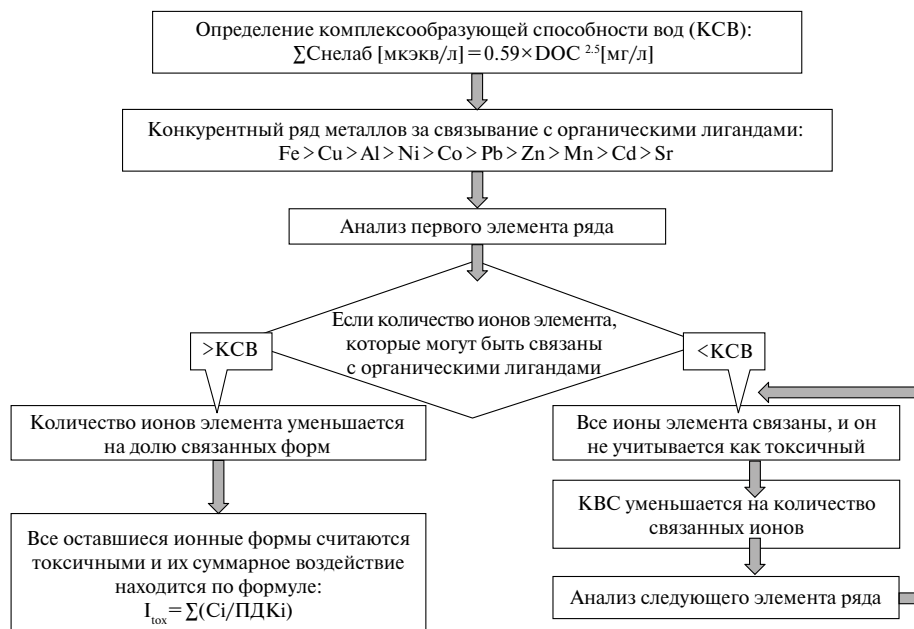 Определение комплексообразующей способности вод (КСВ):
∑Cнелаб [мкэкв/л] = 0.59 × DOC 2.5[мг/л]
Конкурентный ряд металлов за связывание с органическими лигандами:
Fe > Cu > Al > Ni > Co > Pb > Zn > Mn > Cd > Sr
Анализ первого элемента ряда
Если количество ионов элемента,
которые могут быть связаны
с органическими лигандами
>КСВ
<КСВ
Количество ионов элемента уменьшается
на долю связанных форм
Все оставшиеся ионные формы считаются
токсичными и их суммарное воздействие
находится по формуле:
I tox = ∑(Ci/ПДКi)
Все ионы элемента связаны, и он
не учитывается как токсичный
КВС уменьшается на количество
связанных ионов
Анализ следующего элемента ряда